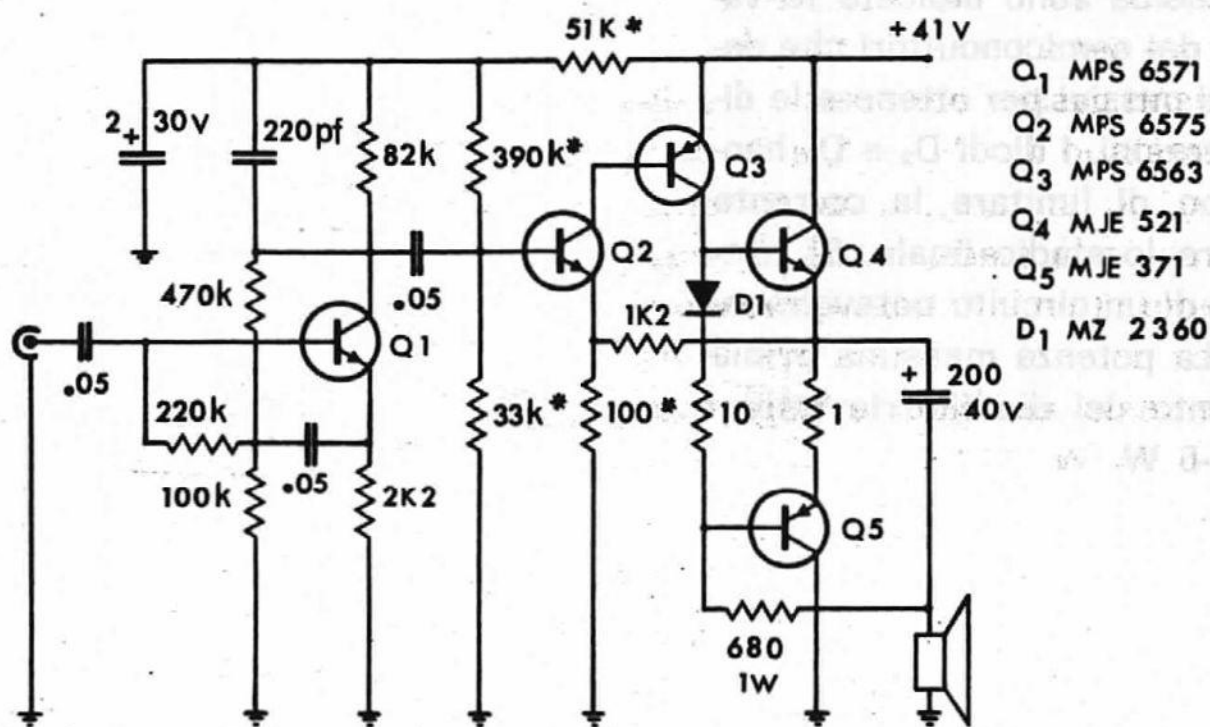 51K*
+41V
2+ 30V
220pf
82k
390k*
Q3
Q2
Q4
470k
.05
1K2
D1
Q1
.05
220k
.05
100k
2K2
33k*
100*
10
1
+ 200
40V
Q5
680
1W
Q1 MPS 6571
Q2 MPS 6575
Q3 MPS 6563
Q4 MJE 521
Q5 MJE 371
D1 MZ 2360